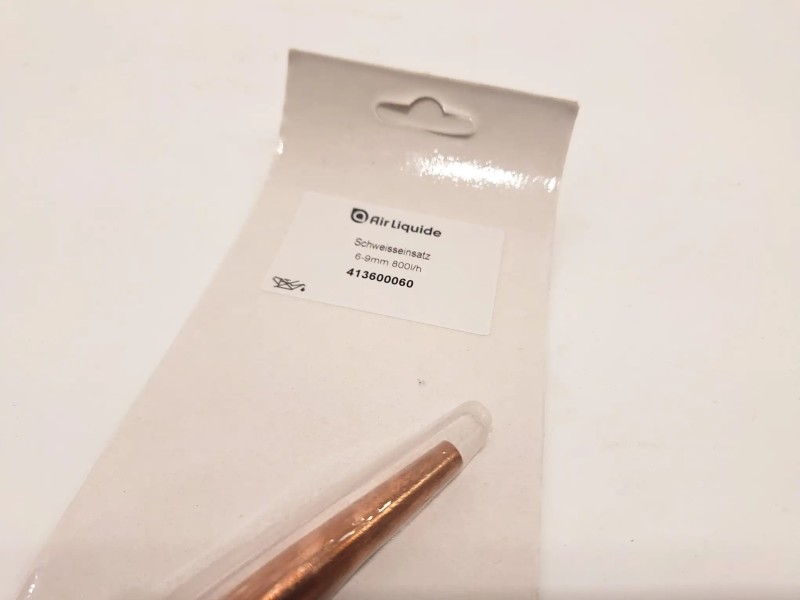 Air Liquide
Schweisseinsatz
6-9mm 800l/h
413600060